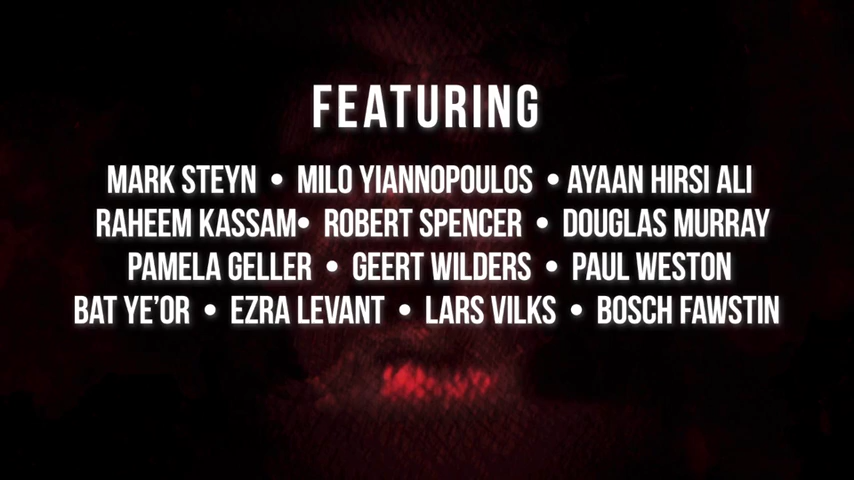 FEATURING
MARK STEYN • MILO YIANNOPOULOS • AYAAN HIRSI ALI
RAHEEM KASSAM• ROBERT SPENCER • DOUGLAS MURRAY
PAMELA GELLER • GEERT WILDERS • PAUL WESTON
BAT YE'OR • EZRA LEVANT • LARS VILKS • BOSCH FAWSTIN